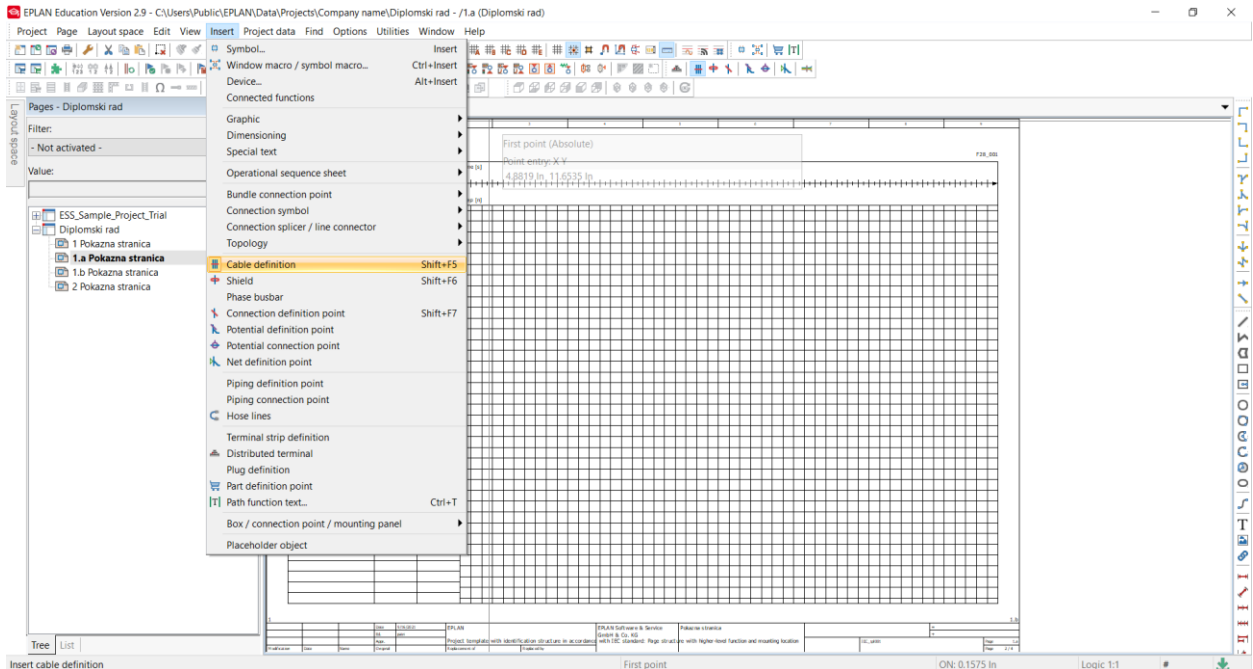 EPLAN Education Version 2.9 - C:\Users\Public\EPLAN\Data\Projects\Company name\Diplomski rad - /1.a (Diplomski rad)
Project Page Layout space Edit View Insert Project data Find Options Utilities Window Help
Symbol... Insert
Window macro / symbol macro... Ctrl+Insert
Device... Alt+Insert
Connected functions
Graphic
Dimensioning
Special text
Operational sequence sheet
Bundle connection point
Connection symbol
Connection splicer / line connector
Topology
Cable definition Shift+F5
Shield Shift+F6
Phase busbar
Connection definition point Shift+F7
Potential definition point
Potential connection point
Net definition point
Piping definition point
Piping connection point
Hose lines
Terminal strip definition
Distributed terminal
Plug definition
Part definition point
Path function text... Ctrl+T
Box / connection point / mounting panel
Placeholder object
Layout space
Pages - Diplomski rad
Filter:
- Not activated -
Value:
ESS_Sample_Project_Trial
Diplomski rad
1 Pokazna stranica
1.a Pokazna stranica
1.b Pokazna stranica
2 Pokazna stranica
Tree List
First point (Absolute)
Point entry: X Y
4.8819 In 11.6535 In
F28_001
EPLAN
EPLAN Software & Service
GmbH & Co. KG
Pokazna stranica
Project template with identification structure in accordance with IEC standard: Page structure with higher-level function and mounting location
Insert cable definition
First point
ON: 0.1575 In
Logic 1:1
#